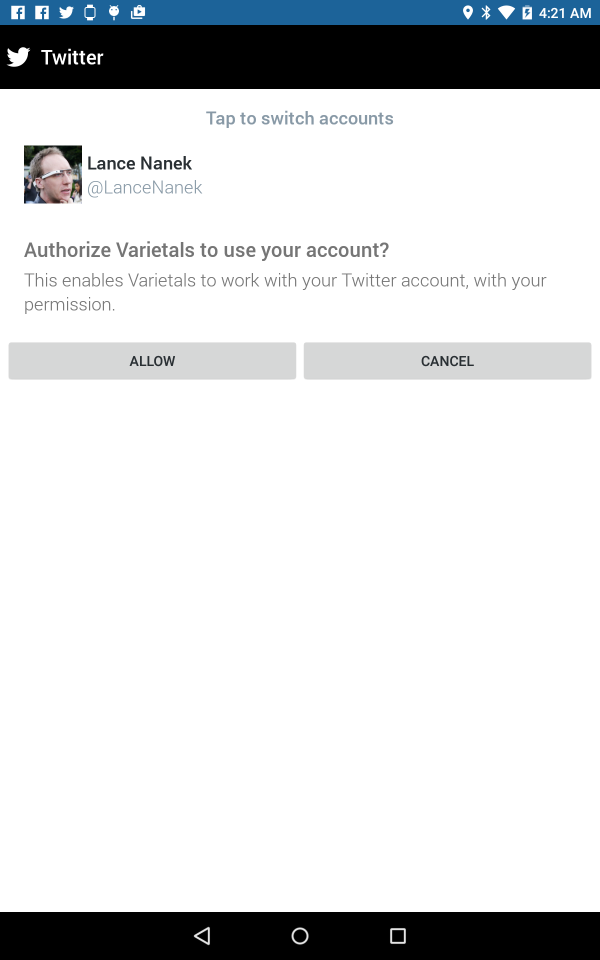 4:21 AM
Twitter
Tap to switch accounts
Lance Nanek
@LanceNanek
Authorize Varietals to use your account?
This enables Varietals to work with your Twitter account, with your
permission.
ALLOW CANCEL